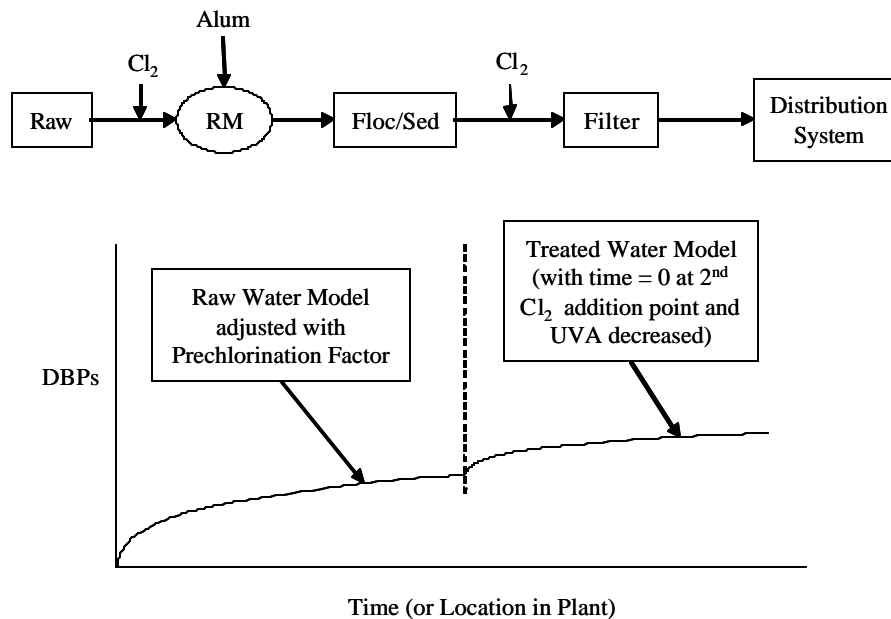 Alum
Cl2
Cl2
Raw
RM
Floc/Sed
Filter
Distribution
System
Raw Water Model
adjusted with
Prechlorination Factor
Treated Water Model
(with time = 0 at 2nd
Cl2 addition point and
UVA decreased)
DBPs
Time (or Location in Plant)